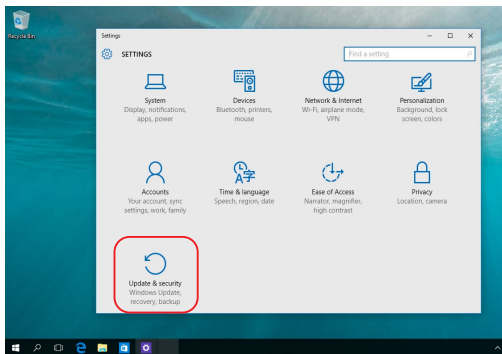 Recycle Bin
Settings
SETTINGS
Find a setting
System
Display, notifications,
apps, power
Devices
Bluetooth, printers,
mouse
Network & Internet
Wi-Fi, airplane mode,
VPN
Personalization
Background, lock
screen, colors
Accounts
Your account, sync
settings, work, family
Time & language
Speech, region, date
Ease of Access
Narrator, magnifier,
high contrast
Privacy
Location, camera
Update & security
Windows Update,
recovery, backup